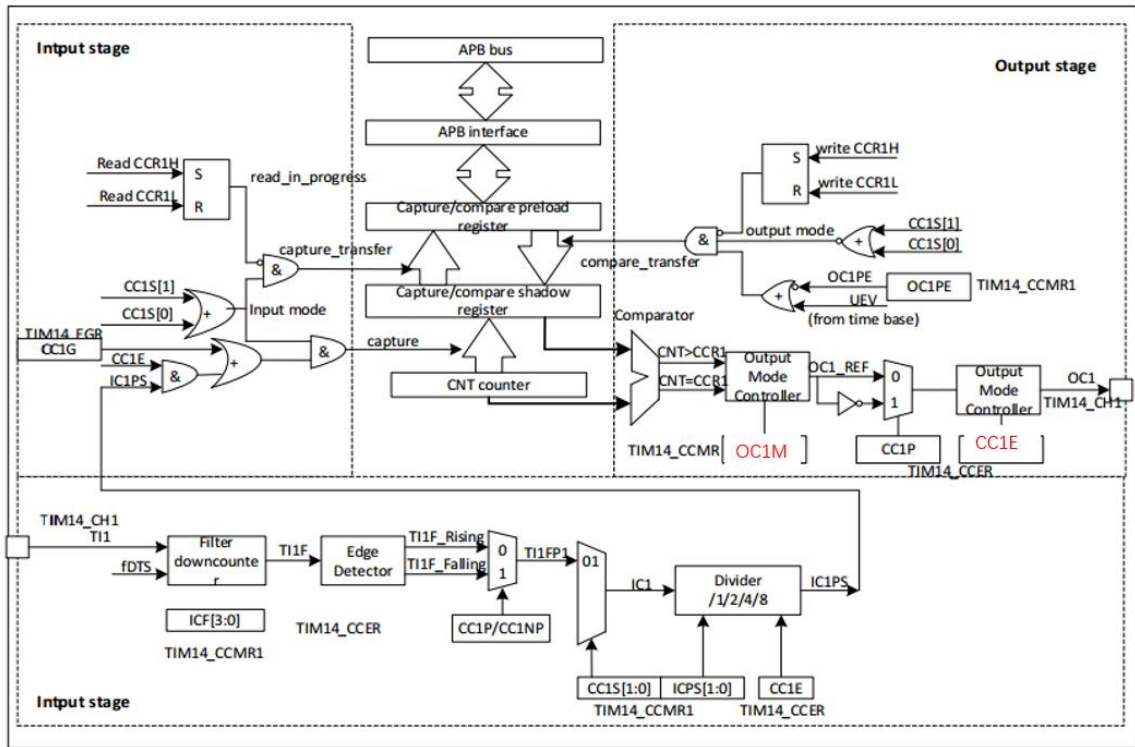 Intput stage
APB bus
Output stage
APB interface
Read CCR1H
Read CCR1L
S
R
read_in_progress
Capture/compare preload
register
S
R
write CCR1H
write CCR1L
&
capture_transfer
&
output mode
+
CC1S[1]
CC1S[0]
compare_transfer
CC1S[1]
CC1S[0]
+
Input mode
Capture/compare shadow
register
+
OC1PE
OC1PE
TIM14_CCMR1
UEV
(from time base)
TIM14_EGR
CC1G
CC1E
IC1PS
&
+
&
capture
Comparator
CNT counter
CNT>CCR1
CNT=CCR1
Output
Mode
Controller
OC1_REF
0
1
Output
Mode
Controller
OC1
TIM14_CH1
TIM14_CCMR
OC1M
CC1P
CC1E
TIM14_CCER
TIM14_CH1
TI1
fDTS
Filter
downcounte
r
TI1F
Edge
Detector
TI1F_Rising
TI1F_Falling
0
1
TI1FP1
01
IC1
Divider
/1/2/4/8
IC1PS
ICF[3:0]
TIM14_CCMR1
TIM14_CCER
CC1P/CC1NP
CC1S[1:0]
ICPS[1:0]
CC1E
TIM14_CCMR1
TIM14_CCER
Intput stage